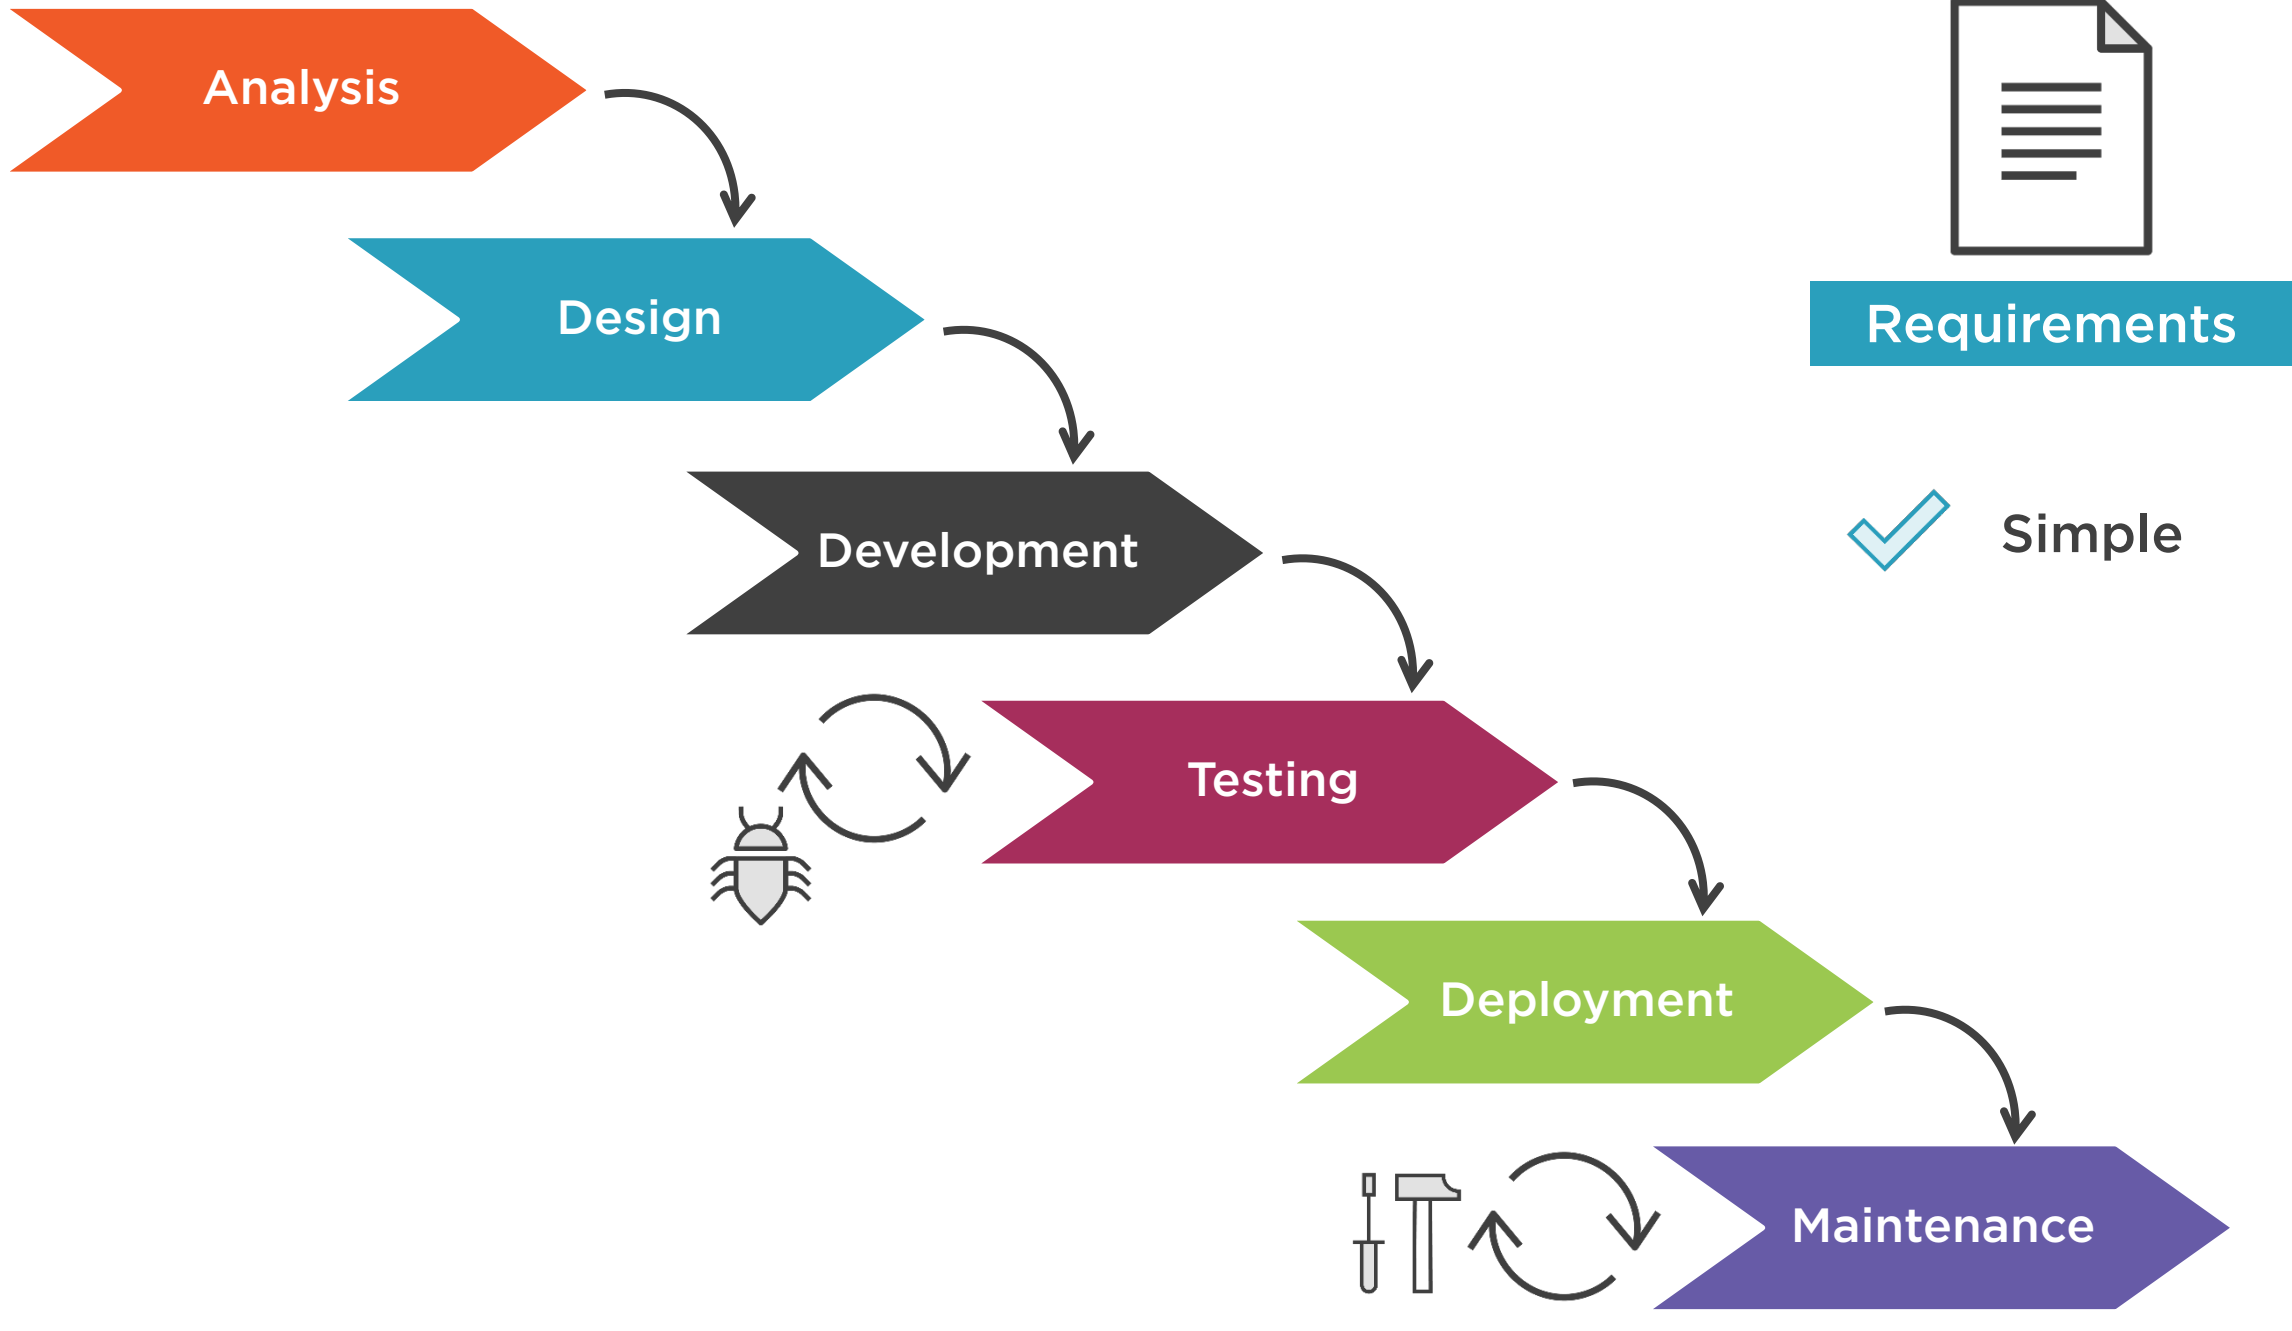 Analysis
Design
Development
Testing
Deployment
Maintenance
Requirements
Simple